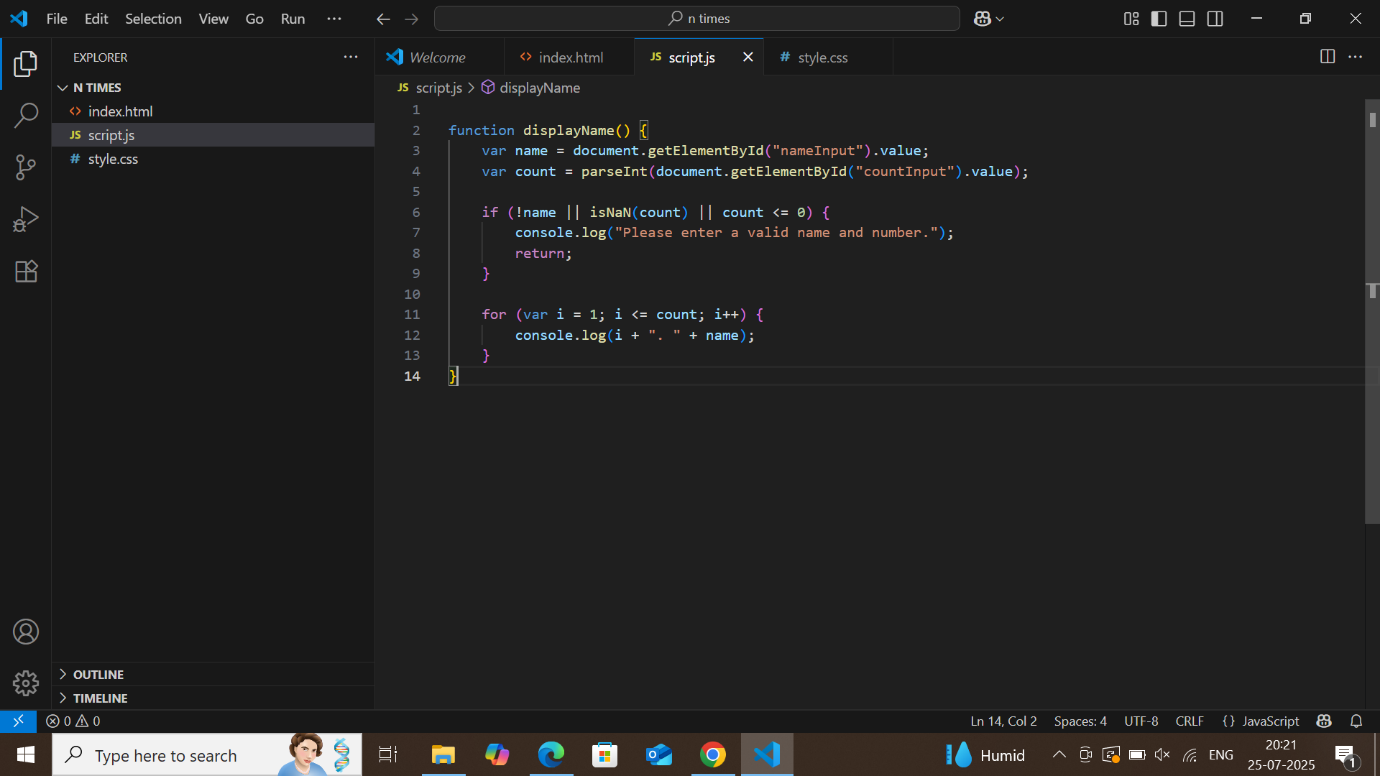 File Edit Selection View Go Run ··· n times
EXPLORER ···
N TIMES
<> index.html
JS script.js
# style.css
Welcome <> index.html JS script.js # style.css
JS script.js > displayName
1
2 function displayName() {
3     var name = document.getElementById("nameInput").value;
4     var count = parseInt(document.getElementById("countInput").value);
5
6     if (!name || isNaN(count) || count <= 0) {
7         console.log("Please enter a valid name and number.");
8         return;
9     }
10
11     for (var i = 1; i <= count; i++) {
12         console.log(i + ". " + name);
13     }
14 }
OUTLINE
TIMELINE
0 0 Ln 14, Col 2 Spaces: 4 UTF-8 CRLF {} JavaScript
Type here to search Humid ENG 20:21
25-07-2025 1